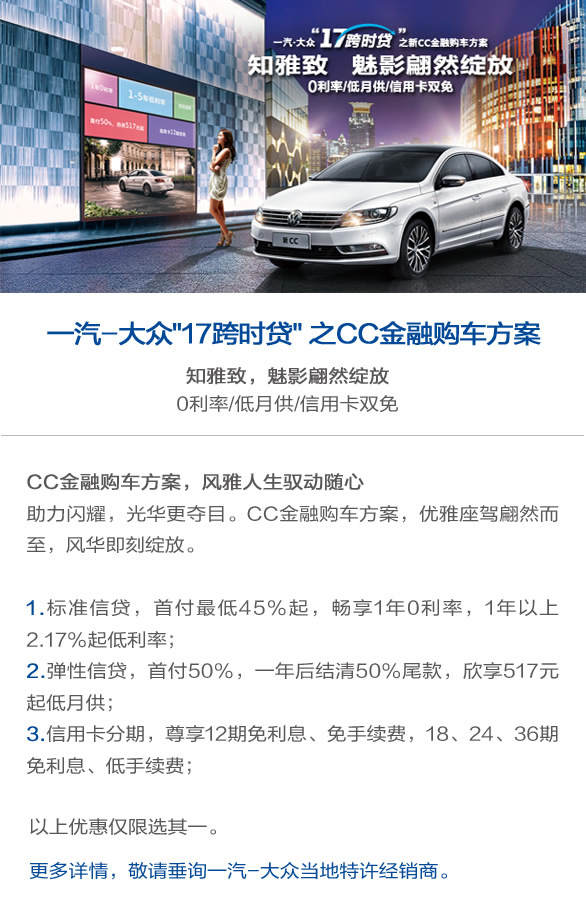 一汽-大众“17跨时贷”之新CC金融购车方案
知雅致 魅影翩然绽放
0利率/低月供/信用卡双免
1年0利率
1-5年低利率
首付50%，月供517元起
新CC
一汽-大众"17跨时贷" 之CC金融购车方案
知雅致，魅影翩然绽放
0利率/低月供/信用卡双免
CC金融购车方案，风雅人生驭动随心
助力闪耀，光华更夺目。CC金融购车方案，优雅座驾翩然而
至，风华即刻绽放。
1.标准信贷，首付最低45%起，畅享1年0利率，1年以上
2.17%起低利率；
2.弹性信贷，首付50%，一年后结清50%尾款，欣享517元
起低月供；
3.信用卡分期，尊享12期免利息、免手续费，18、24、36期
免利息、低手续费；
以上优惠仅限选其一。
更多详情，敬请垂询一汽-大众当地特许经销商。